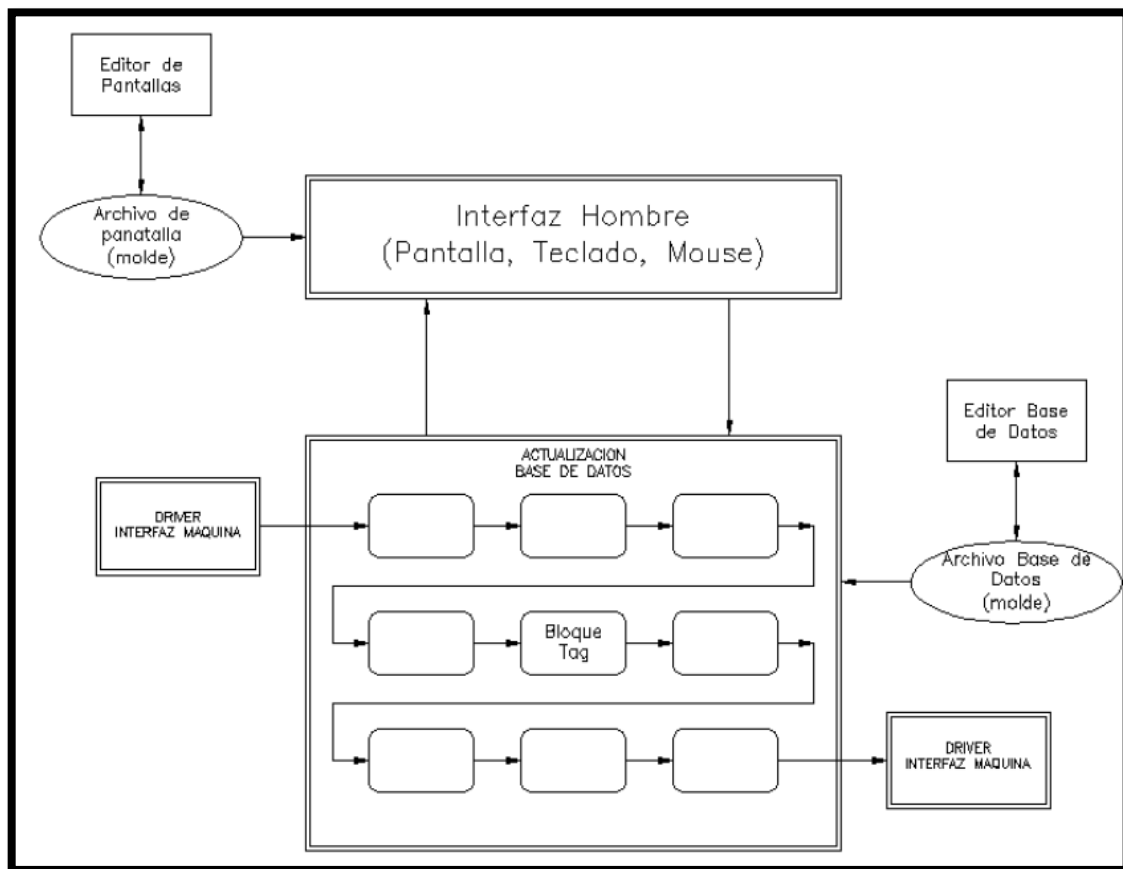 Editor de
Pantallas
Archivo de
panatalla
(molde)
Interfaz Hombre
(Pantalla, Teclado, Mouse)
Editor Base
de Datos
ACTUALIZACION
BASE DE DATOS
DRIVER
INTERFAZ MAQUINA
Archivo Base de
Datos
(molde)
Bloque
Tag
DRIVER
INTERFAZ MAQUINA